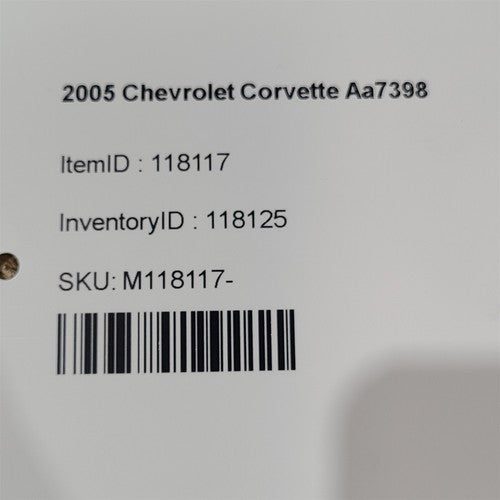 2005 Chevrolet Corvette Aa7398
ItemID : 118117
InventoryID : 118125
SKU: M118117-